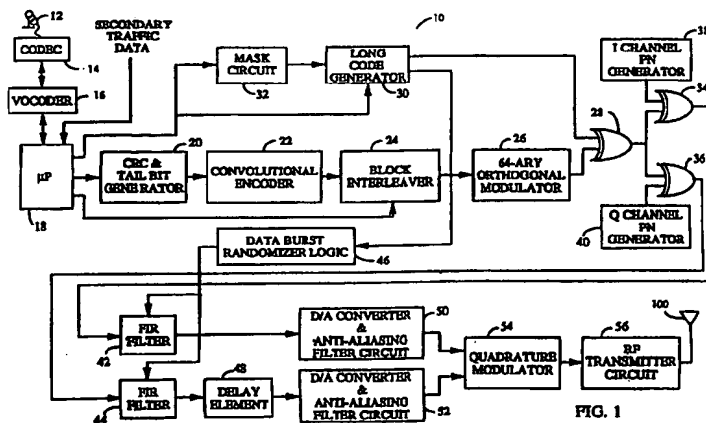 12
SECONDARY
TRAFFIC
DATA
10
CODEC
14
VOCODER
16
µP
18
MASK
CIRCUIT
32
LONG
CODE
GENERATOR
30
I CHANNEL
PN
GENERATOR
38
34
28
20
CRC &
TAIL BIT
GENERATOR
22
CONVOLUTIONAL
ENCODER
24
BLOCK
INTERLEAVER
26
64-ARY
ORTHOGONAL
MODULATOR
36
Q CHANNEL
PN
GENERATOR
40
DATA BURST
RANDOMIZER LOGIC
46
FIR
FILTER
42
D/A CONVERTER
&
ANTI-ALIASING
FILTER CIRCUIT
50
54
QUADRATURE
MODULATOR
56
RF
TRANSMITTER
CIRCUIT
100
FIR
FILTER
44
48
DELAY
ELEMENT
D/A CONVERTER
&
ANTI-ALIASING
FILTER CIRCUIT
52
FIG. 1